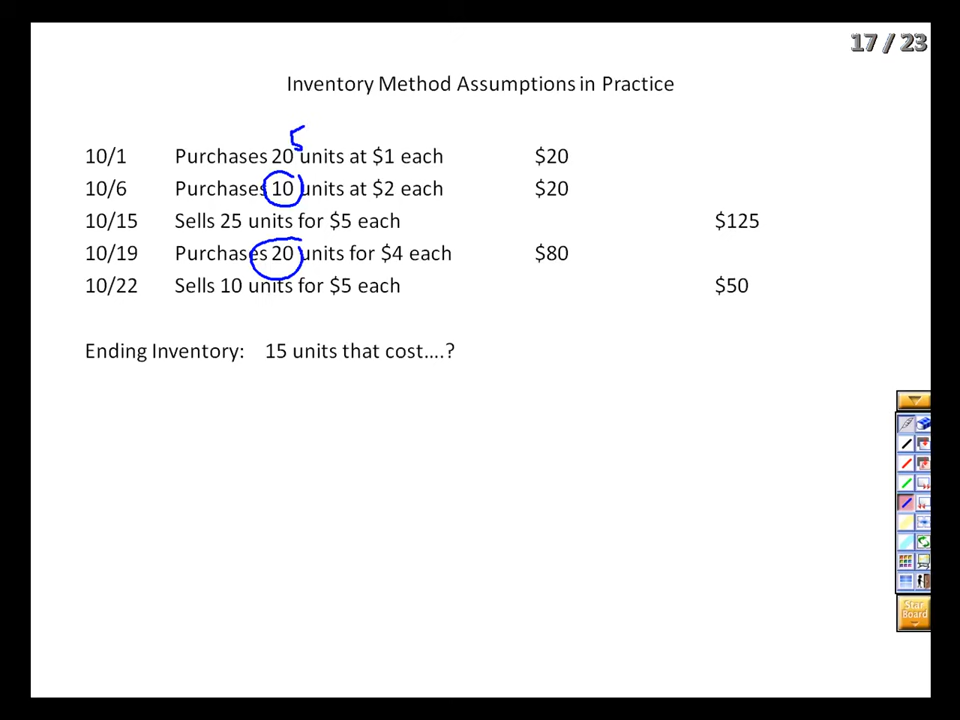 17 / 23
Inventory Method Assumptions in Practice
5
10/1 Purchases 20 units at $1 each $20
10/6 Purchases 10 units at $2 each $20
10/15 Sells 25 units for $5 each $125
10/19 Purchases 20 units for $4 each $80
10/22 Sells 10 units for $5 each $50
Ending Inventory: 15 units that cost....?
Star
Board